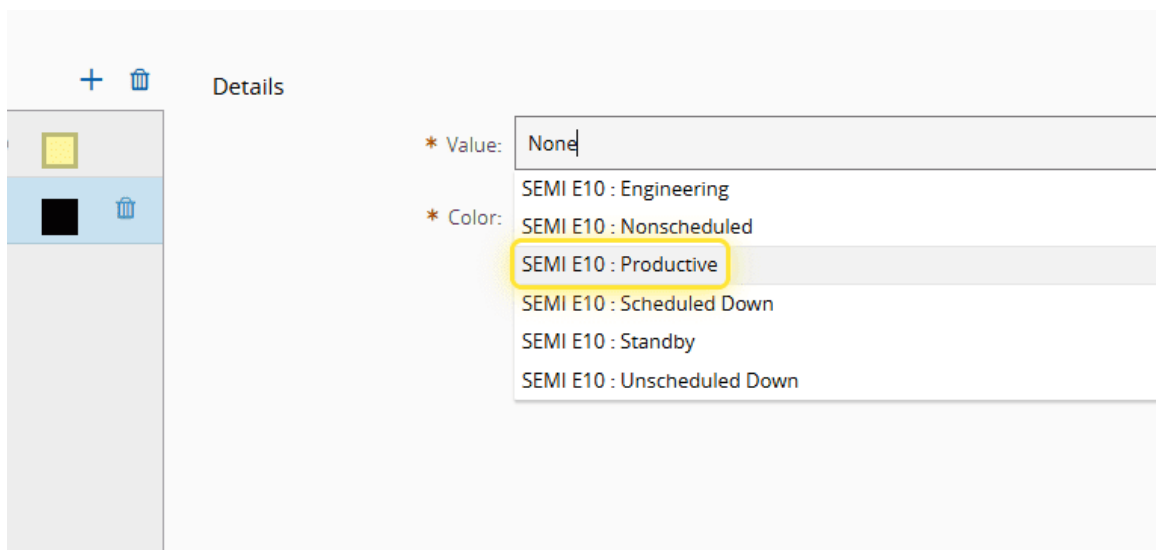 Details
* Value: None
SEMI E10 : Engineering
* Color:
SEMI E10 : Nonscheduled
SEMI E10 : Productive
SEMI E10 : Scheduled Down
SEMI E10 : Standby
SEMI E10 : Unscheduled Down